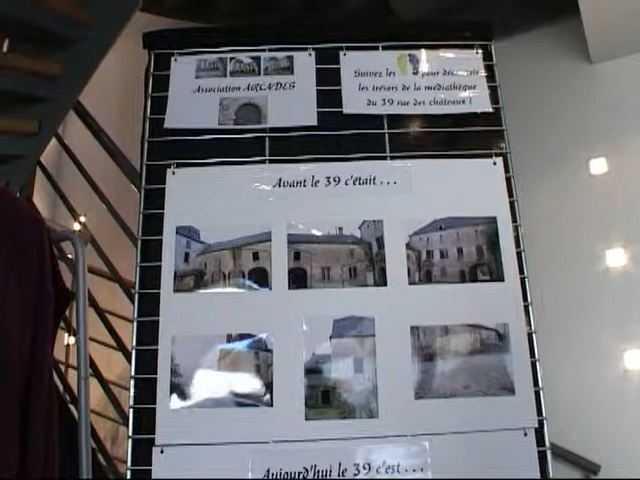 Association ARCADES
Suivez les pour découvrir
les trésors de la médiathèque
du 39 rue des châteaux !
Avant le 39 c'était...
Aujourd'hui le 39 c'est...